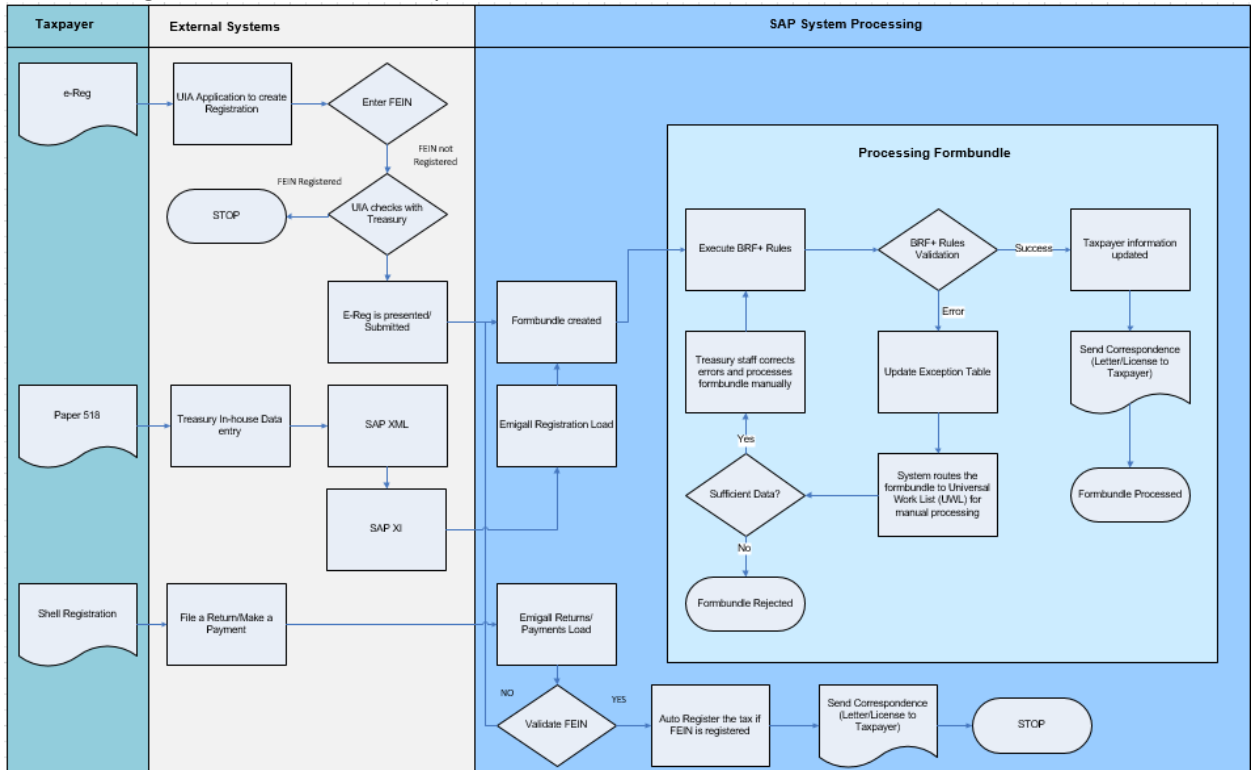 Taxpayer
External Systems
SAP System Processing
e-Reg
UIA Application to create
Registration
Enter FEIN
FEIN not
Registered
FEIN Registered
STOP
UIA checks with
Treasury
E-Reg is presented/
Submitted
Formbundle created
Processing Formbundle
Execute BRF+ Rules
BRF+ Rules
Validation
Success
Taxpayer information
updated
Error
Treasury staff corrects
errors and processes
formbundle manually
Update Exception Table
Send Correspondence
(Letter/License to
Taxpayer)
Paper 518
Treasury In-house Data
entry
SAP XML
Emigall Registration Load
Yes
Sufficient Data?
System routes the
formbundle to Universal
Work List (UWL) for
manual processing
Formbundle Processed
SAP XI
No
Formbundle Rejected
Shell Registration
File a Return/Make a
Payment
Emigall Returns/
Payments Load
NO
YES
Validate FEIN
Auto Register the tax if
FEIN is registered
Send Correspondence
(Letter/License to
Taxpayer)
STOP